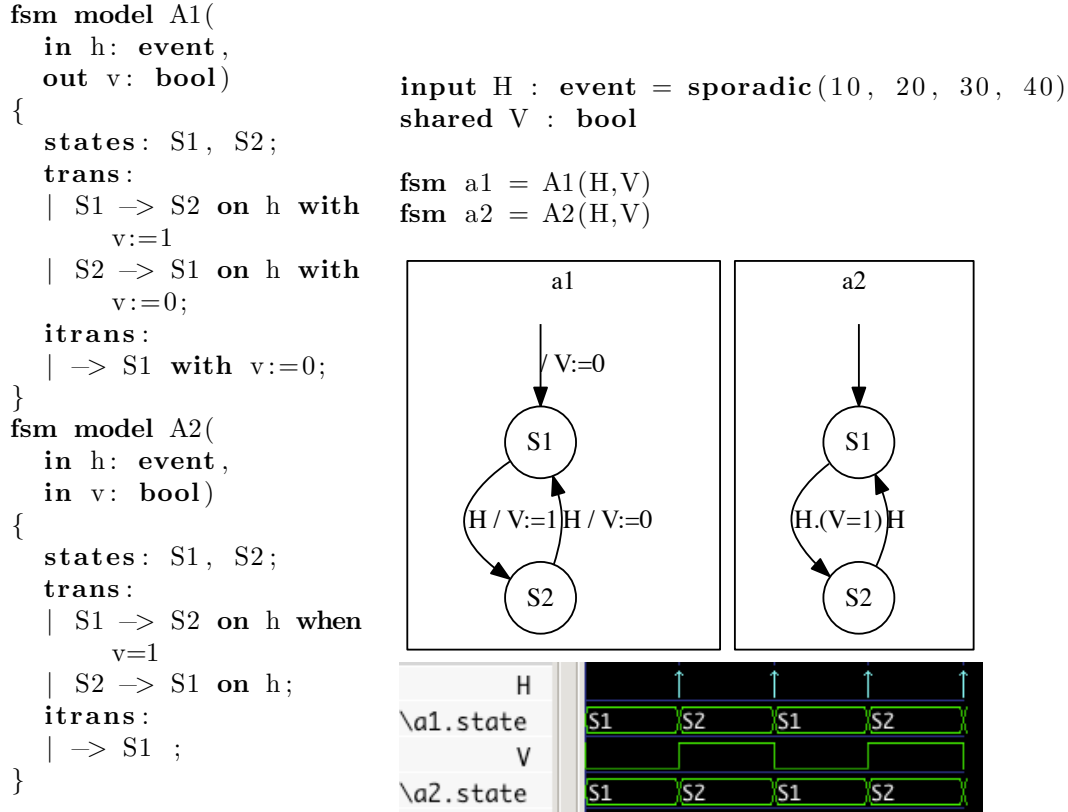 fsm model A1(
in h: event,
out v: bool)
{
states: S1, S2;
trans:
| S1 -> S2 on h with
v:=1
| S2 -> S1 on h with
v:=0;
itrans:
| -> S1 with v:=0;
}
fsm model A2(
in h: event,
in v: bool)
{
states: S1, S2;
trans:
| S1 -> S2 on h when
v=1
| S2 -> S1 on h;
itrans:
| -> S1 ;
}
input H : event = sporadic(10, 20, 30, 40)
shared V : bool
fsm a1 = A1(H,V)
fsm a2 = A2(H,V)
a1
/ V:=0
S1
H / V:=1 H / V:=0
S2
a2
S1
H.(V=1) H
S2
H
\a1.state S1 S2 S1 S2
V
\a2.state S1 S2 S1 S2